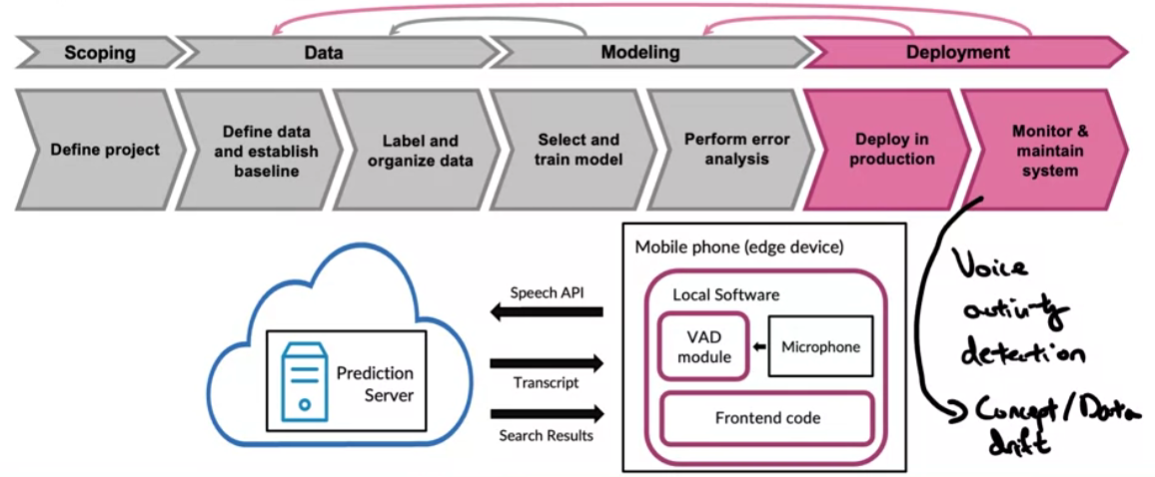 Scoping
Data
Modeling
Deployment
Define project
Define data
and establish
baseline
Label and
organize data
Select and
train model
Perform error
analysis
Deploy in
production
Monitor &
maintain
system
Prediction
Server
Speech API
Transcript
Search Results
Mobile phone (edge device)
Local Software
VAD
module
Microphone
Frontend code
Voice
activity
detection
Concept/Data
drift